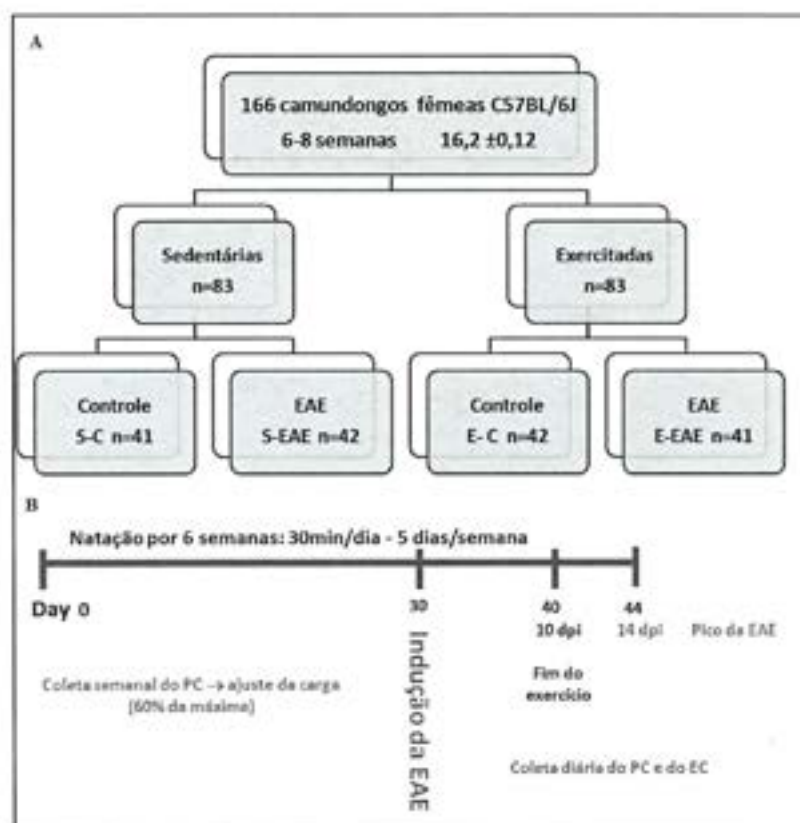 A
166 camundongos fêmeas C57BL/6J
6-8 semanas 16,2 ±0,12
Sedentárias
n=83
Exercitadas
n=83
Controle
S-C n=41
EAE
S-EAE n=42
Controle
E- C n=42
EAE
E-EAE n=41
B
Natação por 6 semanas: 30min/dia - 5 dias/semana
Day 0
30
40
44
10 dpi
14 dpi
Pico da EAE
Indução da EAE
Fim do
exercício
Coleta semanal do PC → ajuste da carga
(60% da máxima)
Coleta diária do PC e do EC